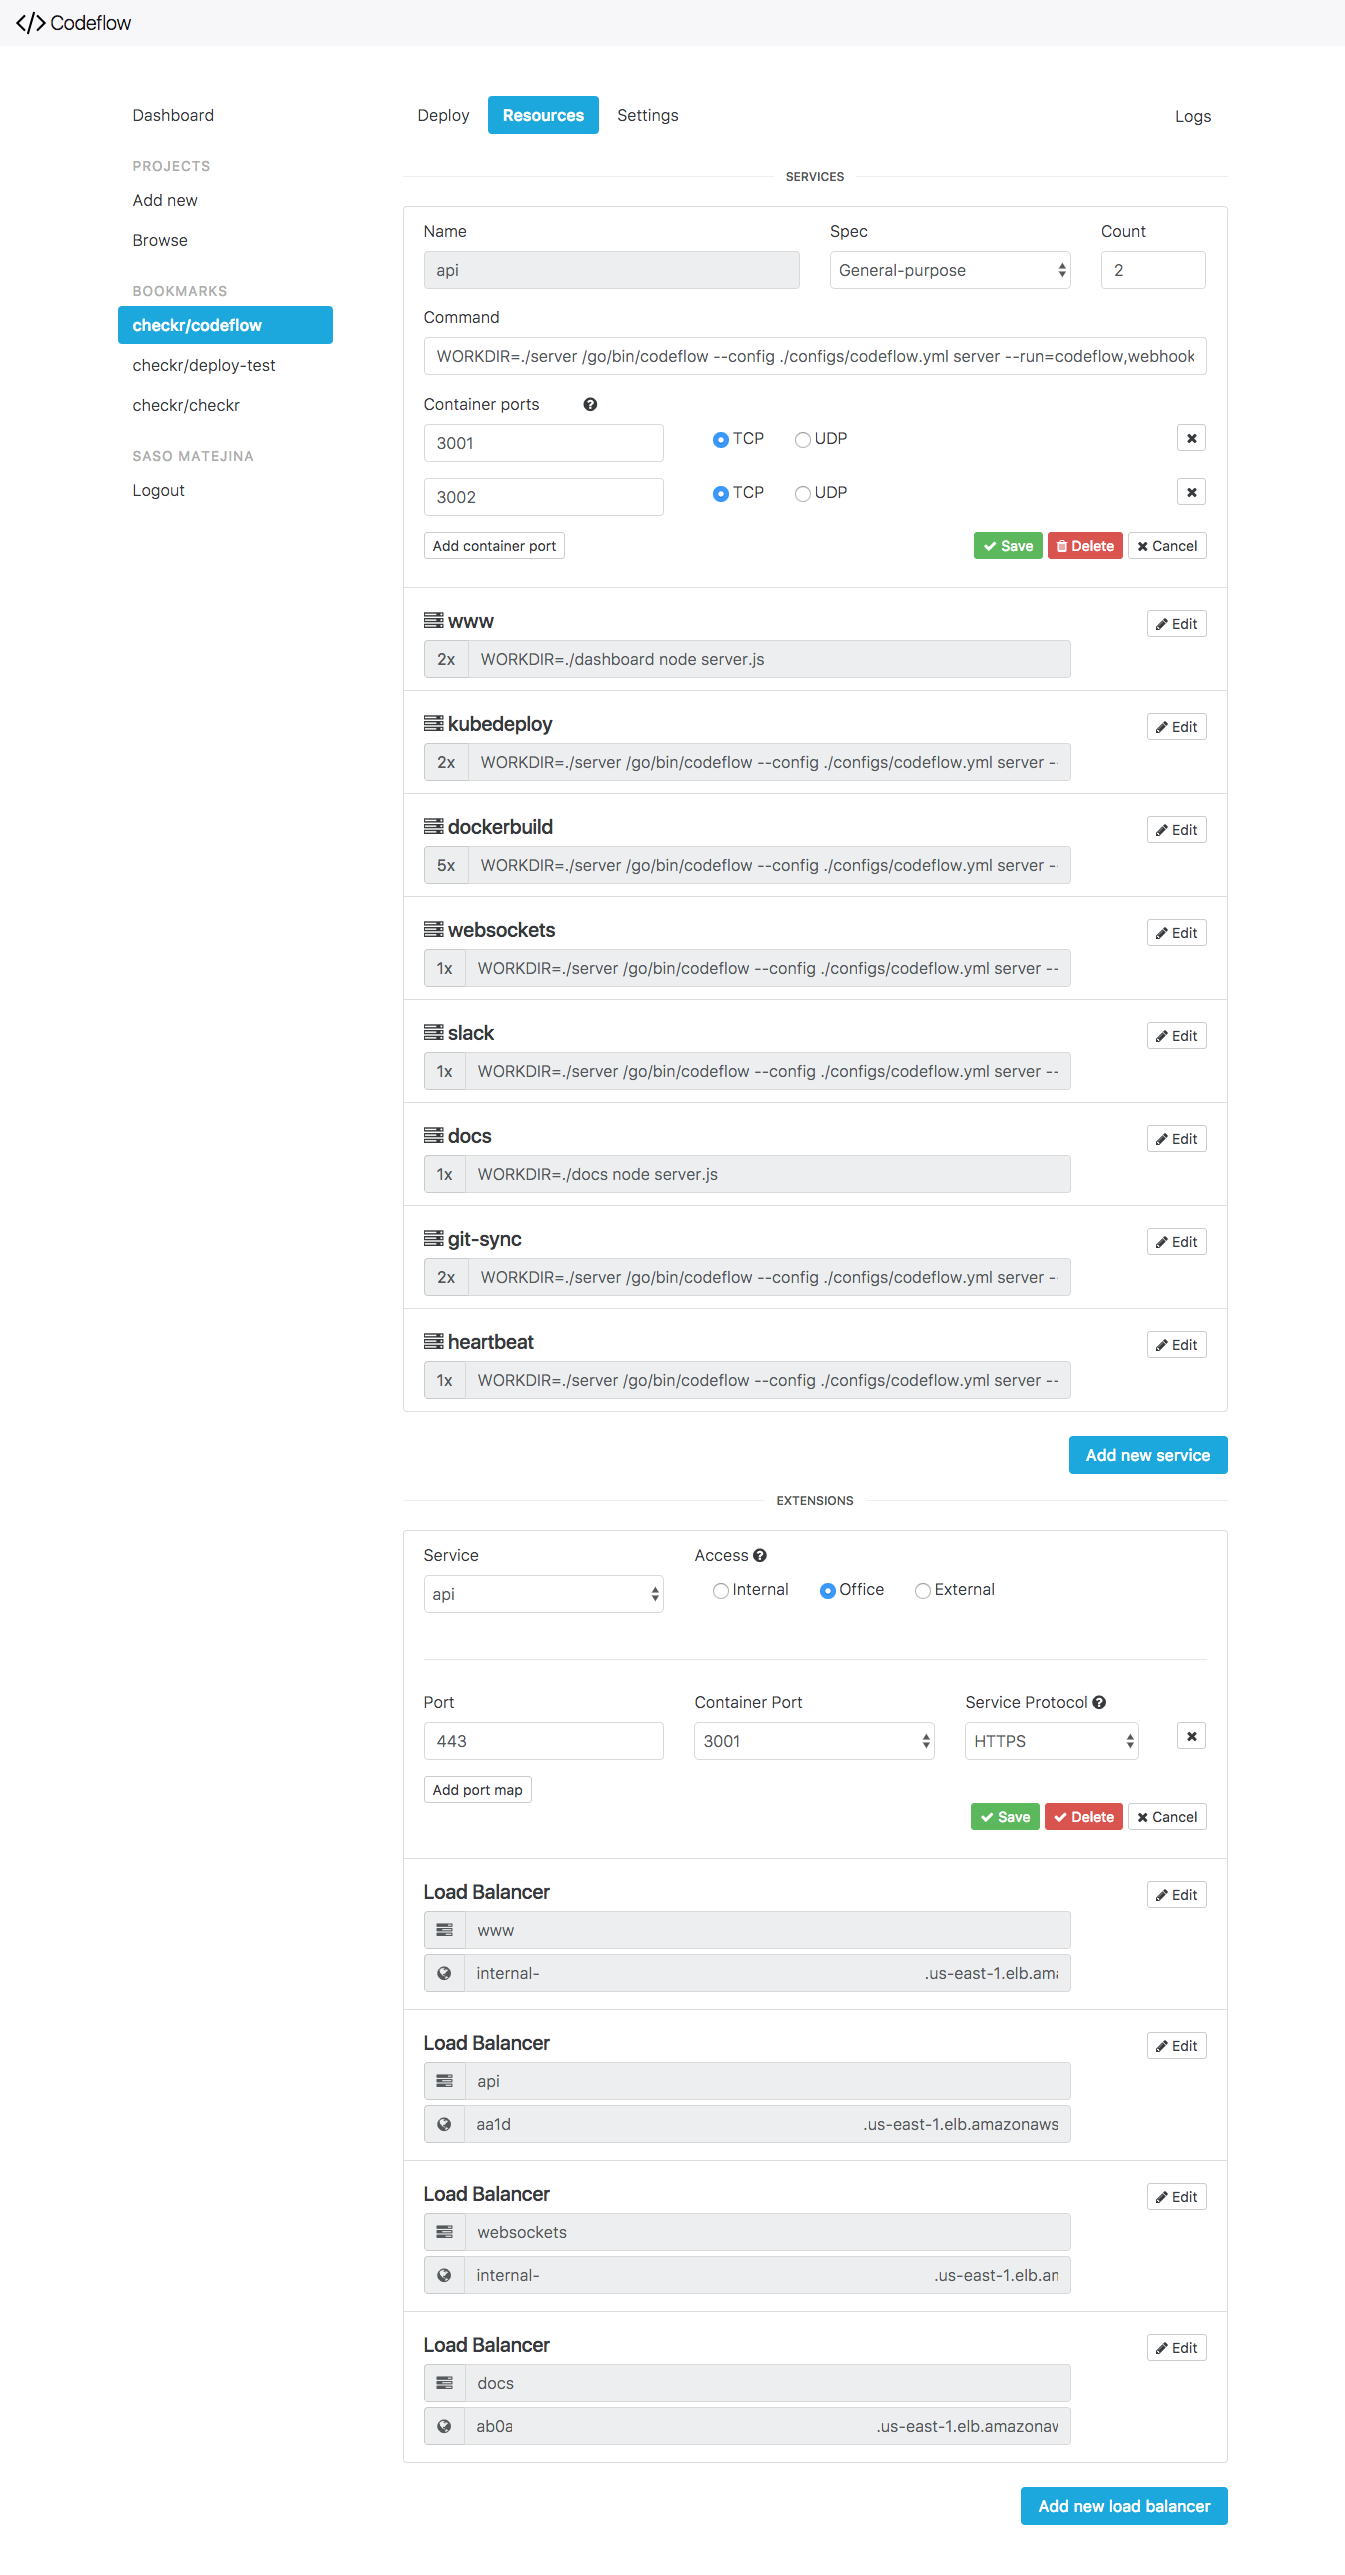 </> Codeflow
Dashboard
PROJECTS
Add new
Browse
BOOKMARKS
checkr/codeflow
checkr/deploy-test
checkr/checkr
SASO MATEJINA
Logout
Deploy Resources Settings Logs
SERVICES
Name Spec Count
api General-purpose 2
Command
WORKDIR=./server /go/bin/codeflow --config ./configs/codeflow.yml server --run=codeflow,webhook
Container ports
3001 TCP UDP
3002 TCP UDP
Add container port Save Delete Cancel
www Edit
2x WORKDIR=./dashboard node server.js
kubedeploy Edit
2x WORKDIR=./server /go/bin/codeflow --config ./configs/codeflow.yml server -
dockerbuild Edit
5x WORKDIR=./server /go/bin/codeflow --config ./configs/codeflow.yml server -
websockets Edit
1x WORKDIR=./server /go/bin/codeflow --config ./configs/codeflow.yml server --
slack Edit
1x WORKDIR=./server /go/bin/codeflow --config ./configs/codeflow.yml server --
docs Edit
1x WORKDIR=./docs node server.js
git-sync Edit
2x WORKDIR=./server /go/bin/codeflow --config ./configs/codeflow.yml server -
heartbeat Edit
1x WORKDIR=./server /go/bin/codeflow --config ./configs/codeflow.yml server --
Add new service
EXTENSIONS
Service Access
api Internal Office External
Port Container Port Service Protocol
443 3001 HTTPS
Add port map
Save Delete Cancel
Load Balancer Edit
www
internal- .us-east-1.elb.ama
Load Balancer Edit
api
aa1d .us-east-1.elb.amazonaws
Load Balancer Edit
websockets
internal- .us-east-1.elb.am
Load Balancer Edit
docs
ab0a .us-east-1.elb.amazonaw
Add new load balancer